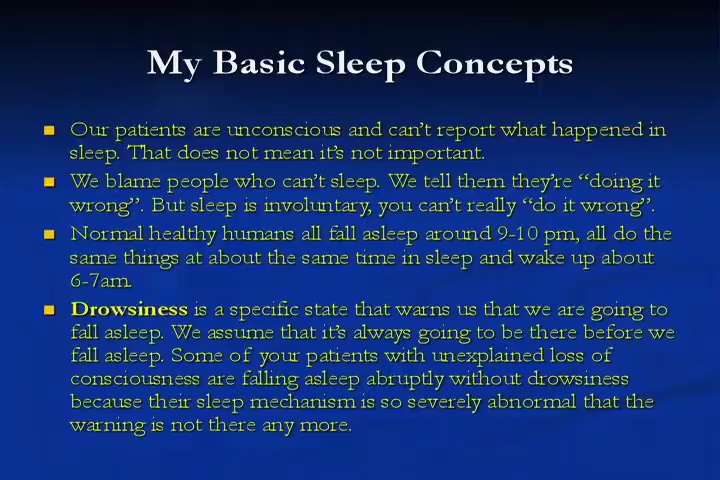 My Basic Sleep Concepts
Our patients are unconscious and can't report what happened in
sleep. That does not mean it's not important.
We blame people who can't sleep. We tell them they're “doing it
wrong”. But sleep is involuntary, you can't really “do it wrong”.
Normal healthy humans all fall asleep around 9-10 pm, all do the
same things at about the same time in sleep and wake up about
6-7am.
Drowsiness is a specific state that warns us that we are going to
fall asleep. We assume that it's always going to be there before we
fall asleep. Some of your patients with unexplained loss of
consciousness are falling asleep abruptly without drowsiness
because their sleep mechanism is so severely abnormal that the
warning is not there any more.